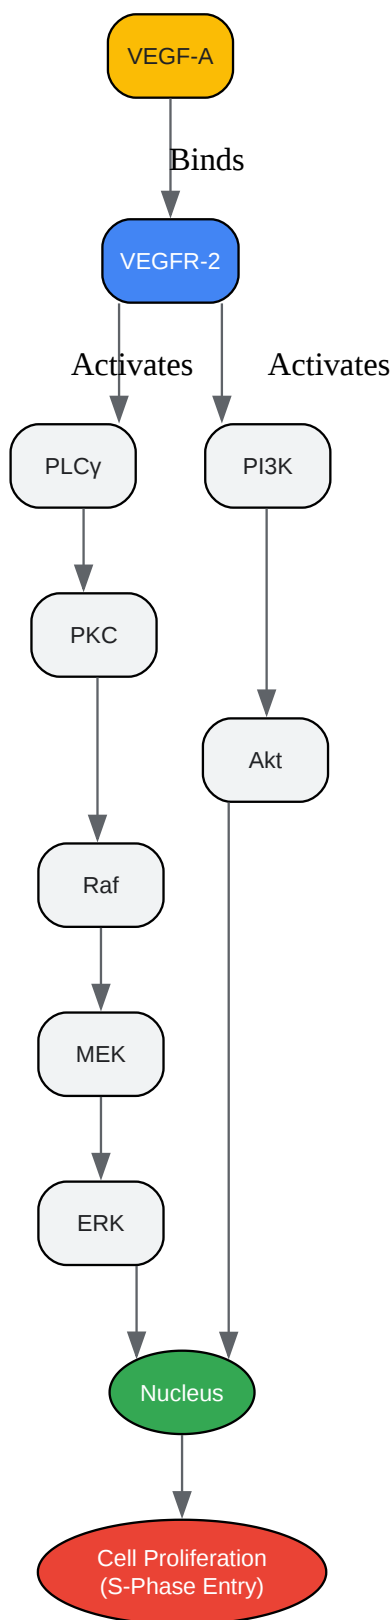 VEGF-A
Binds
VEGFR-2
Activates
Activates
PLCγ
PI3K
PKC
Akt
Raf
MEK
ERK
Nucleus
Cell Proliferation
(S-Phase Entry)